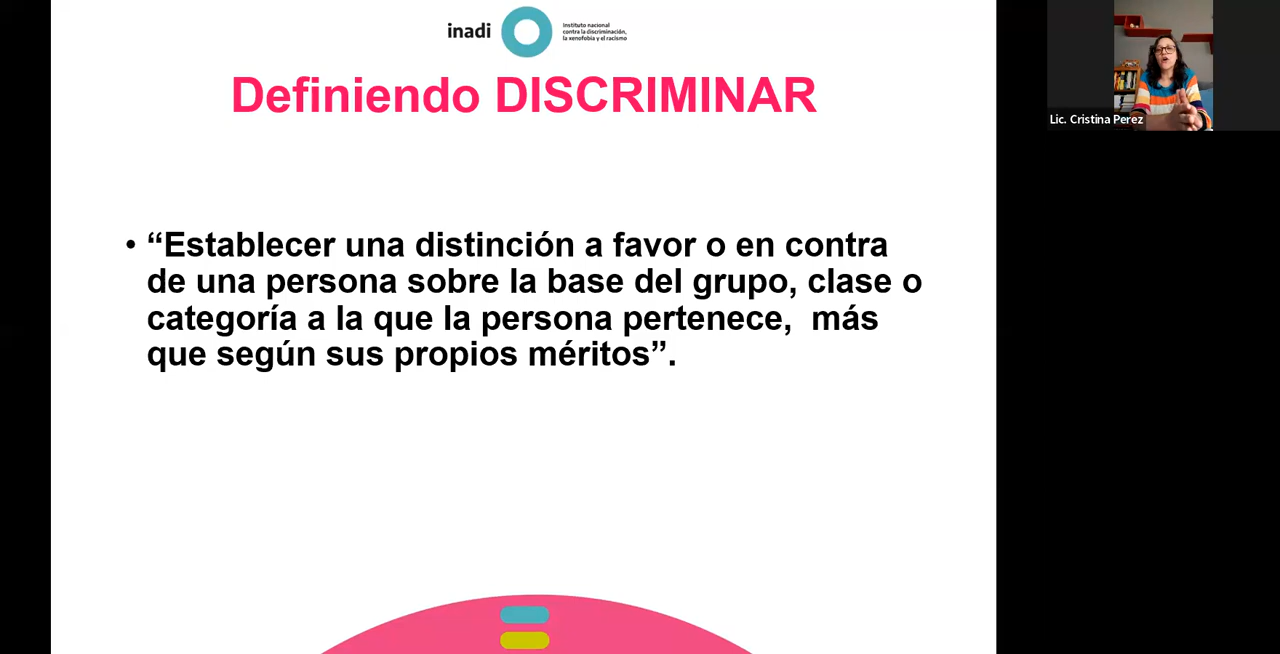 inadi
Instituto nacional
contra la discriminación,
la xenofobia y el racismo
Definiendo DISCRIMINAR
• “Establecer una distinción a favor o en contra
de una persona sobre la base del grupo, clase o
categoría a la que la persona pertenece,  más
que según sus propios méritos”.
Lic. Cristina Perez